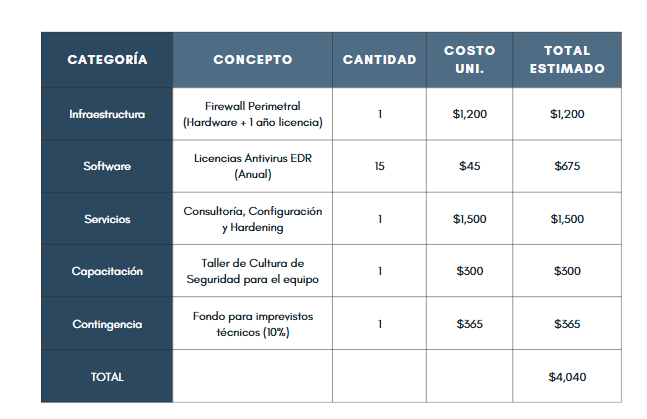 CATEGORÍA CONCEPTO CANTIDAD COSTO UNI. TOTAL ESTIMADO
Infraestructura Firewall Perimetral (Hardware + 1 año licencia) 1 $1,200 $1,200
Software Licencias Antivirus EDR (Anual) 15 $45 $675
Servicios Consultoría, Configuración y Hardening 1 $1,500 $1,500
Capacitación Taller de Cultura de Seguridad para el equipo 1 $300 $300
Contingencia Fondo para imprevistos técnicos (10%) 1 $365 $365
TOTAL $4,040